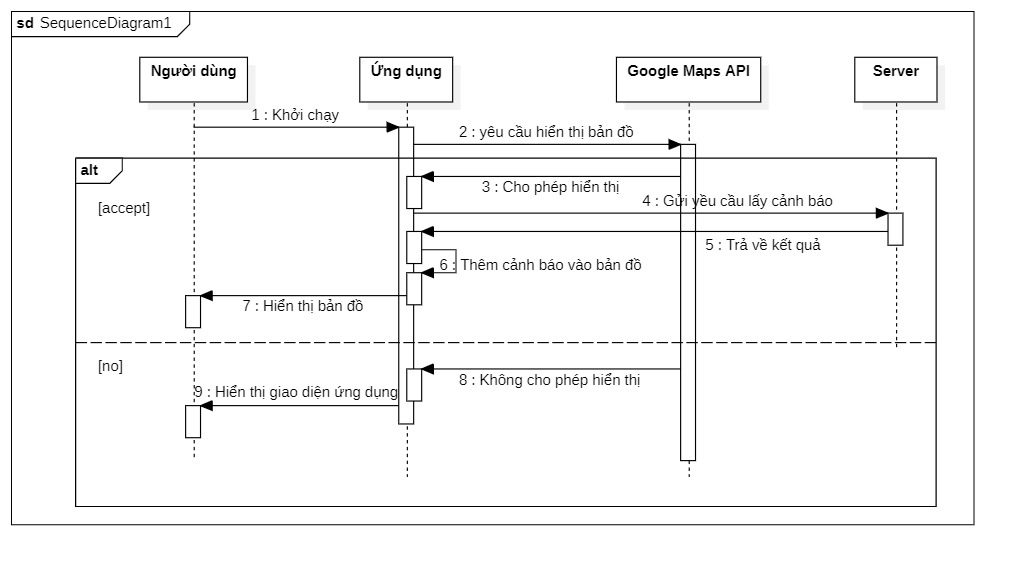 sd SequenceDiagram1
Người dùng
Ứng dụng
Google Maps API
Server
1 : Khởi chạy
2 : yêu cầu hiển thị bản đồ
alt
3 : Cho phép hiển thị
[accept]
4 : Gửi yều cầu lấy cảnh báo
5 : Trả về kết quả
6 : Thêm cảnh báo vào bản đồ
7 : Hiển thị bản đồ
[no]
8 : Không cho phép hiển thị
9 : Hiển thị giao diện ứng dụng